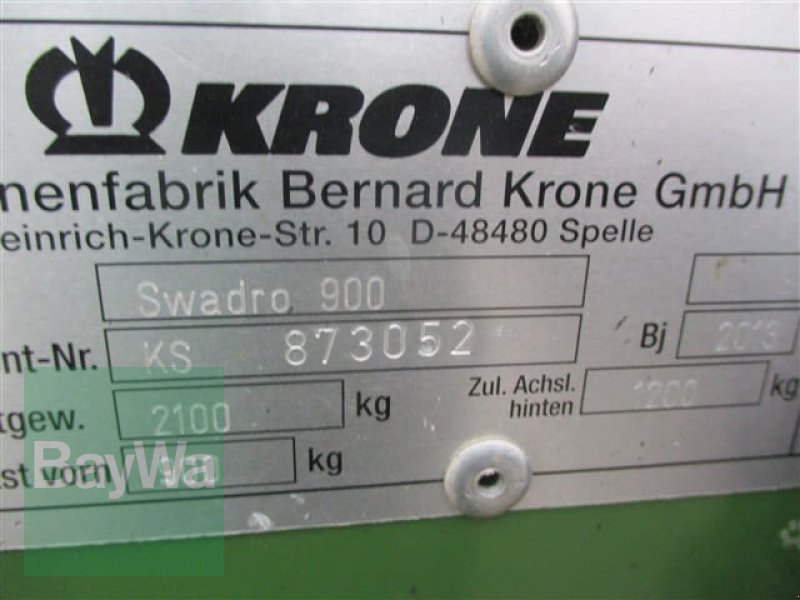 KRONE
nenfabrik Bernard Krone GmbH
einrich-Krone-Str. 10 D-48480 Spelle
Swadro 900
nt-Nr. KS 873052 Bj 2013
tgew. 2100 kg Zul. Achsl. hinten 1200 kg
st vorn kg
BayWa